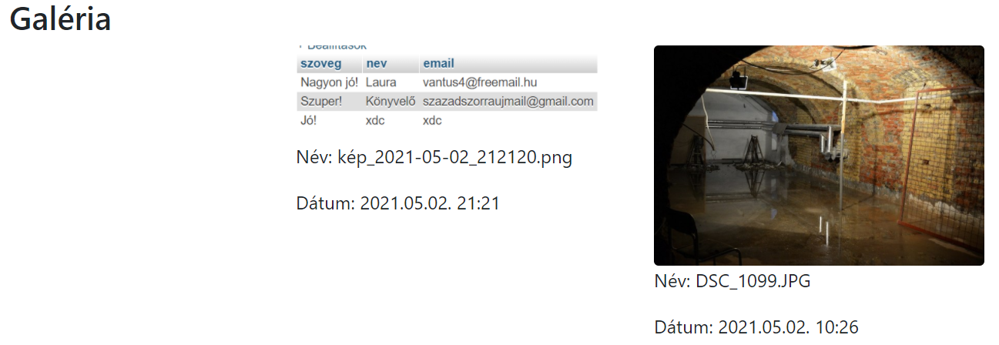 Galéria
+ Beállítások
szoveg nev email
Nagyon jó! Laura vantus4@freemail.hu
Szuper! Könyvelő szazadszorraujmail@gmail.com
Jó! xdc xdc
Név: kép_2021-05-02_212120.png
Dátum: 2021.05.02. 21:21
Név: DSC_1099.JPG
Dátum: 2021.05.02. 10:26